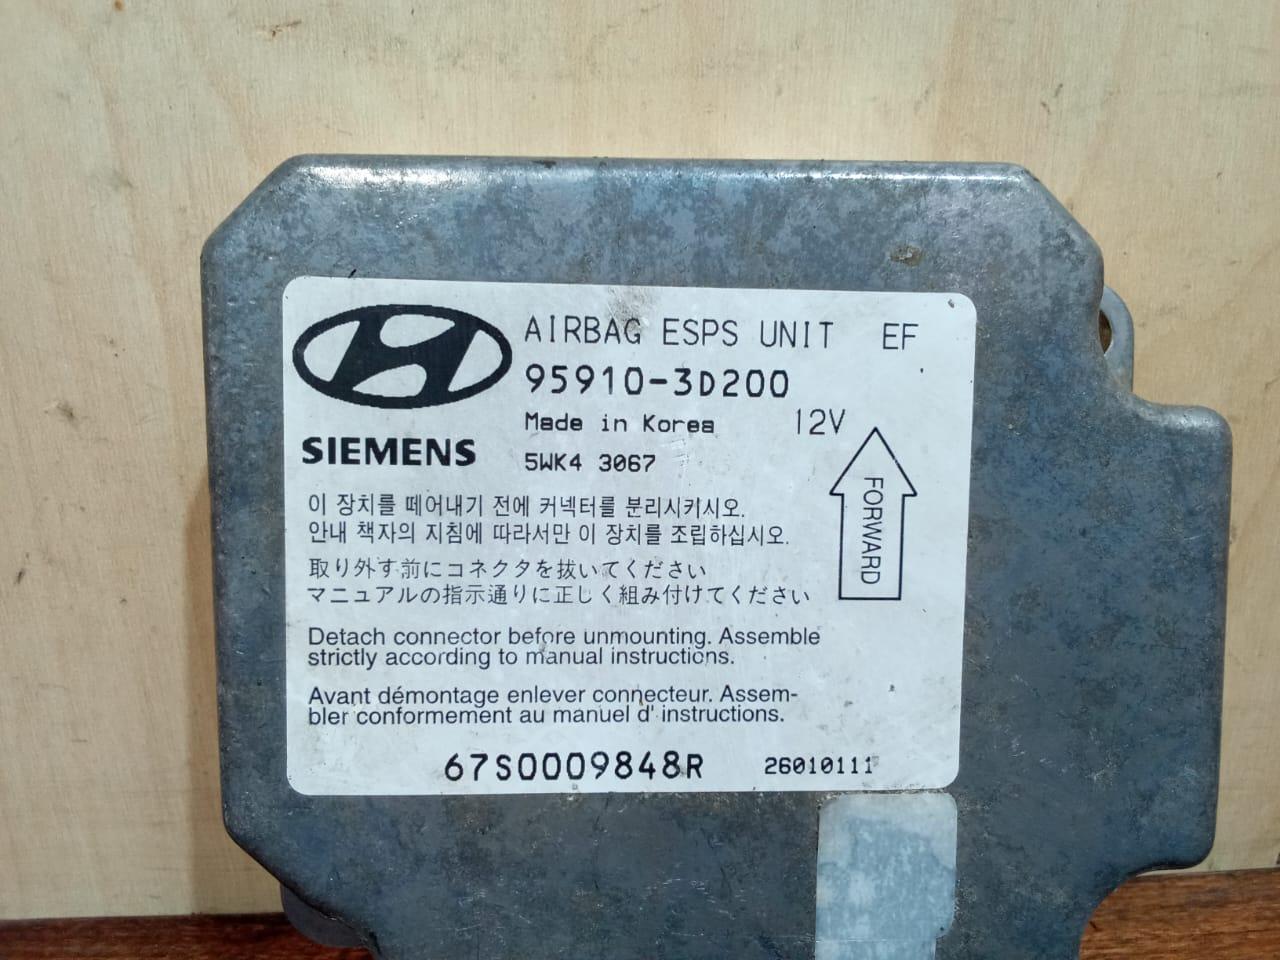 AIRBAG ESPS UNIT EF
95910-3D200
Made in Korea 12V
SIEMENS
5WK4 3067
FORWARD
이 장치를 떼어내기 전에 커넥터를 분리시키시오.
안내 책자의 지침에 따라서만 이 장치를 조립하십시오.
取り外す前にコネクタを抜いてください
マニュアルの指示通りに正しく組み付けてください
Detach connector before unmounting. Assemble
strictly according to manual instructions.
Avant démontage enlever connecteur. Assem-
bler conformement au manuel d' instructions.
67S0009848R 26010111